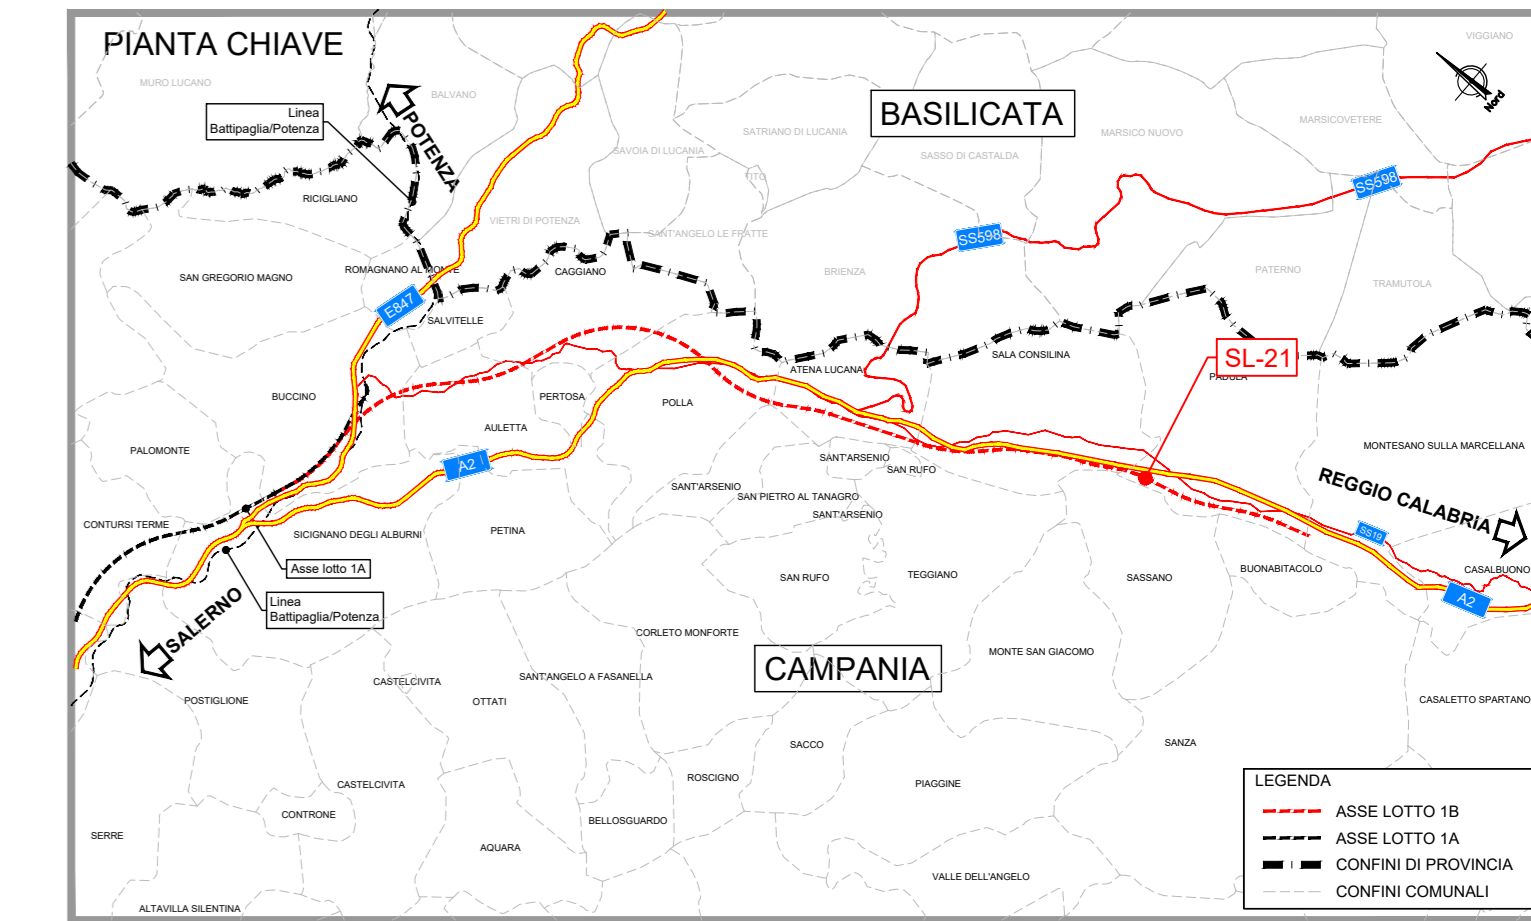 PIANTA CHIAVE
VIGGIANO
MURO LUCANO
BALVANO
Nord
Linea
Battipaglia/Potenza
POTENZA
BASILICATA
SATRIANO DI LUCANIA
MARSICO NUOVO
MARSICOVETERE
SAVOIA DI LUCANIA
SASSO DI CASTALDA
TITO
SS598
RICIGLIANO
VIETRI DI POTENZA
SANT'ANGELO LE FRATTE
SS598
SAN GREGORIO MAGNO
ROMAGNANO AL MONTE
CAGGIANO
BRIENZA
PATERNO
TRAMUTOLA
E847
SALVITELLE
SALA CONSILINA
SL-21
ATENA LUCANA
PADULA
BUCCINO
PERTOSA
POLLA
AULETTA
PALOMONTE
A2
SANT'ARSENIO
SAN RUFO
MONTESANO SULLA MARCELLANA
SANT'ARSENIO
SAN PIETRO AL TANAGRO
SANT'ARSENIO
REGGIO CALABRiA
CONTURSI TERME
SICIGNANO DEGLI ALBURNI
PETINA
SS19
Asse lotto 1A
SAN RUFO
TEGGIANO
SASSANO
BUONABITACOLO
CASALBUONO
A2
Linea
Battipaglia/Potenza
SALERNO
CORLETO MONFORTE
CAMPANIA
MONTE SAN GIACOMO
POSTIGLIONE
CASTELCIVITA
OTTATI
SANT'ANGELO A FASANELLA
CASALETTO SPARTANO
SACCO
SANZA
ROSCIGNO
PIAGGINE
CASTELCIVITA
CONTRONE
BELLOSGUARDO
SERRE
AQUARA
VALLE DELL'ANGELO
ALTAVILLA SILENTINA
LEGENDA
ASSE LOTTO 1B
ASSE LOTTO 1A
CONFINI DI PROVINCIA
CONFINI COMUNALI